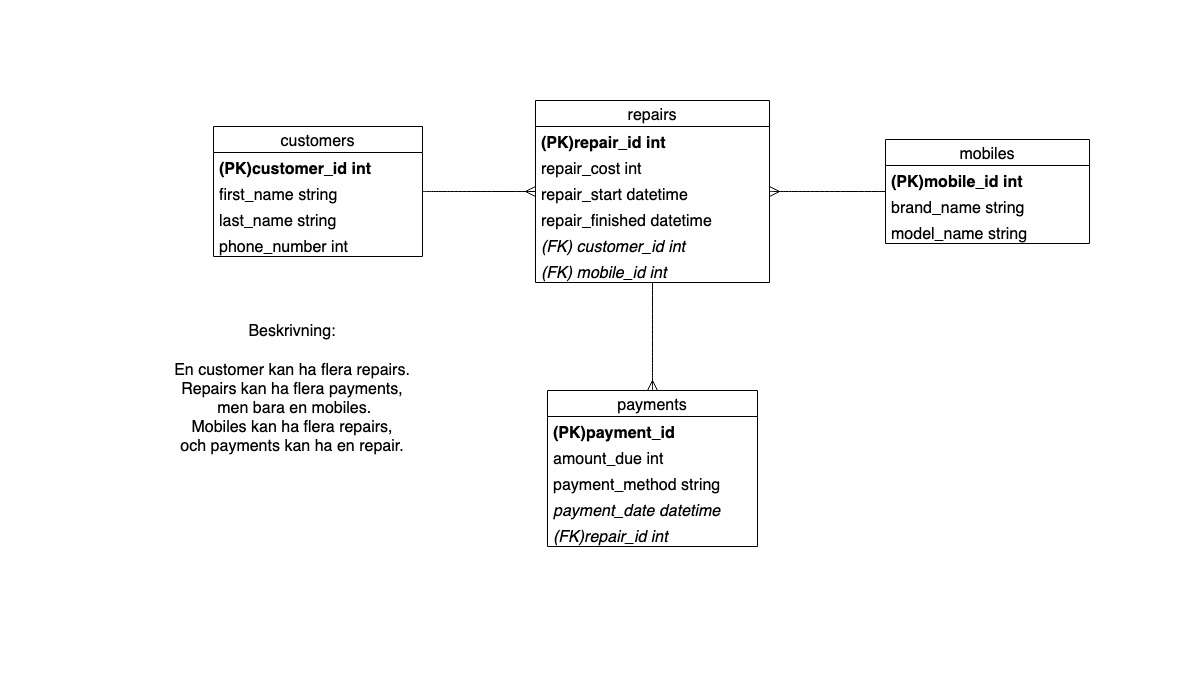 customers
(PK)customer_id int
first_name string
last_name string
phone_number int
repairs
(PK)repair_id int
repair_cost int
repair_start datetime
repair_finished datetime
(FK) customer_id int
(FK) mobile_id int
mobiles
(PK)mobile_id int
brand_name string
model_name string
Beskrivning:
En customer kan ha flera repairs.
Repairs kan ha flera payments,
men bara en mobiles.
Mobiles kan ha flera repairs,
och payments kan ha en repair.
payments
(PK)payment_id
amount_due int
payment_method string
payment_date datetime
(FK)repair_id int